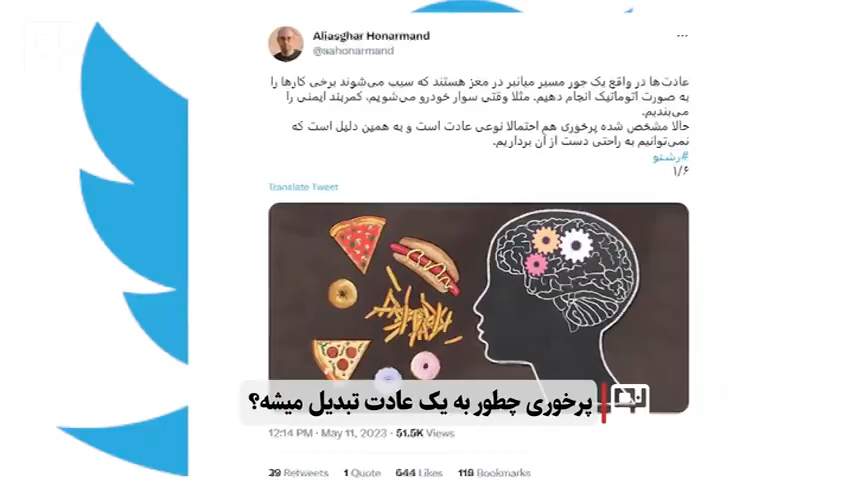 Aliasghar Honarmand
@aahonarmand
عادت‌ها در واقع یک جور مسیر میانبر در مغز هستند که سبب می‌شوند برخی کارها را
به صورت اتوماتیک انجام دهیم. مثلا وقتی سوار خودرو می‌شویم، کمربند ایمنی را
می‌بندیم.
حالا مشخص شده پرخوری هم احتمالا نوعی عادت است و به همین دلیل است که
نمی‌توانیم به راحتی دست از آن برداریم.
#رشتو
۱/۶
Translate Tweet
پرخوری چطور به یک عادت تبدیل میشه؟
12:14 PM · May 11, 2023 · 51.5K Views
29 Retweets 1 Quote 644 Likes 118 Bookmarks